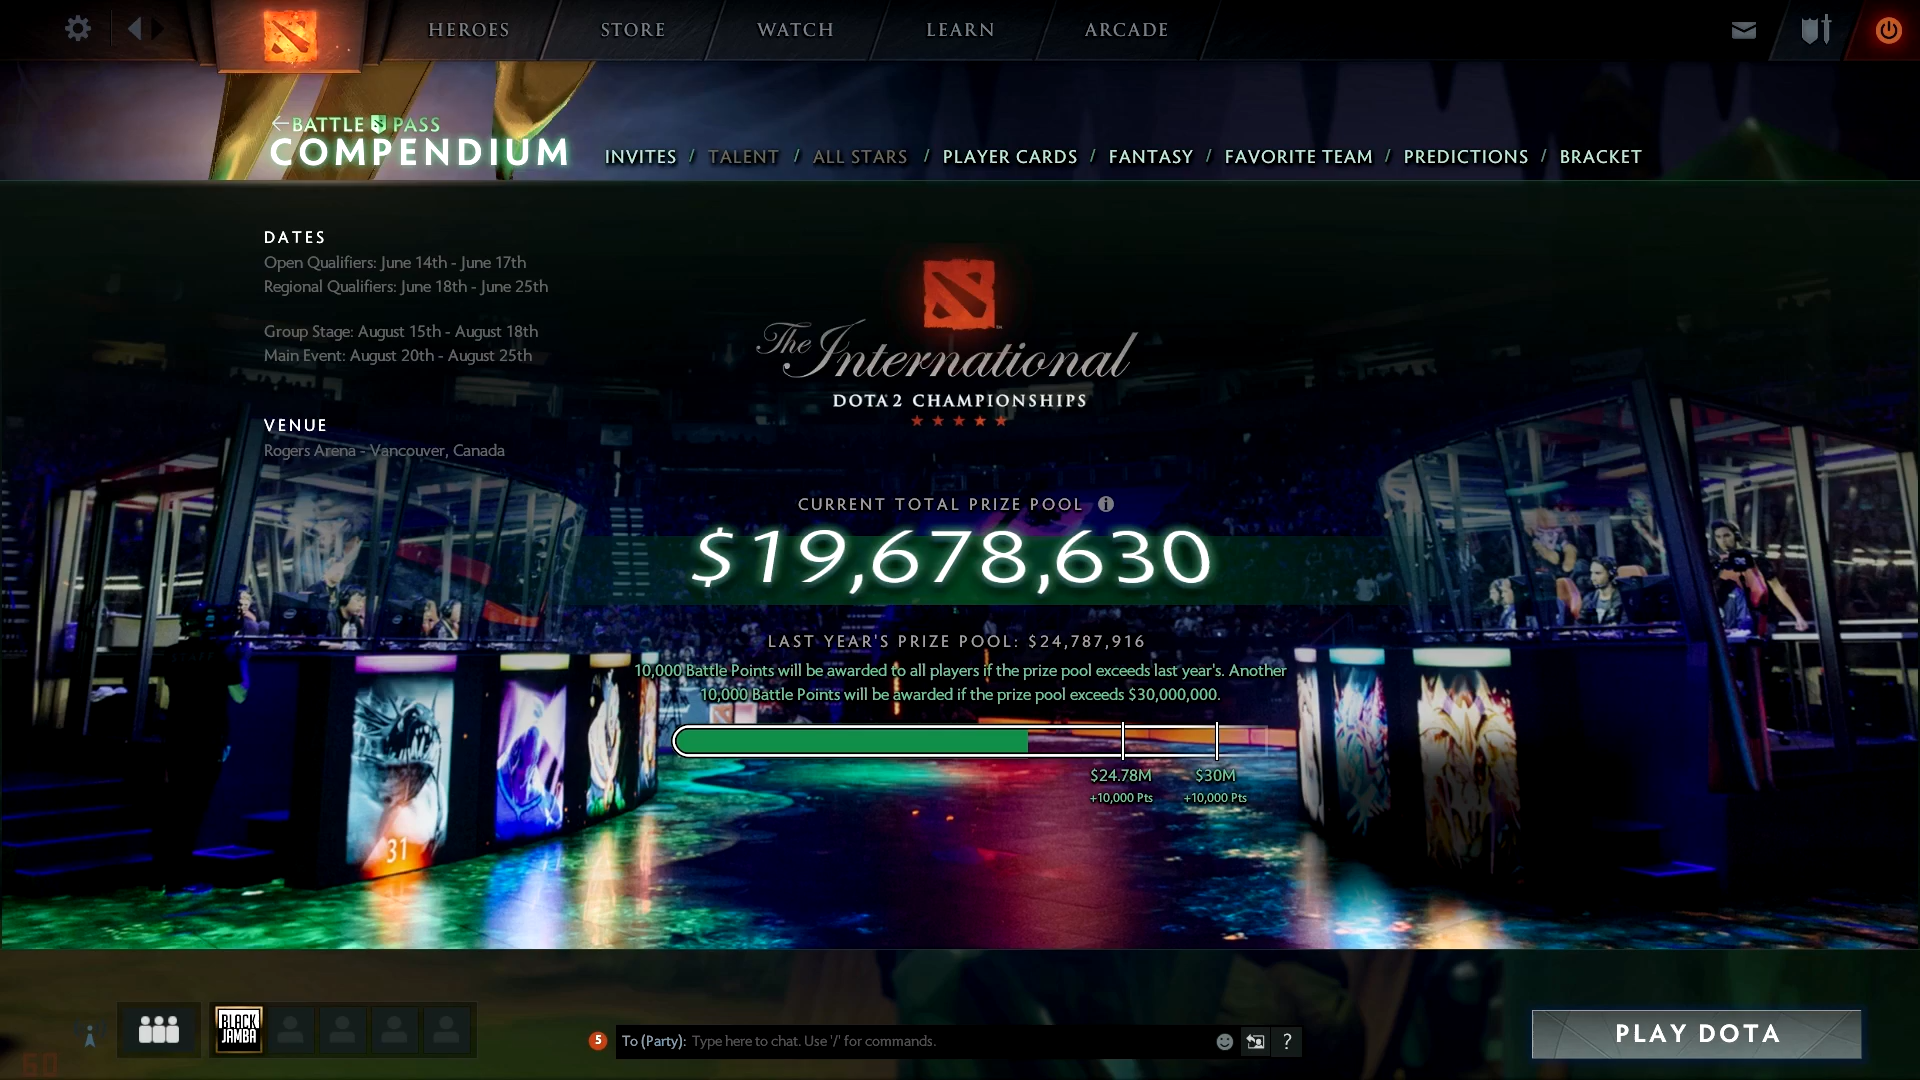 HEROES
STORE
WATCH
LEARN
ARCADE
BATTLE PASS
COMPENDIUM
INVITES / TALENT / ALL STARS / PLAYER CARDS / FANTASY / FAVORITE TEAM / PREDICTIONS / BRACKET
DATES
Open Qualifiers: June 14th - June 17th
Regional Qualifiers: June 18th - June 25th
Group Stage: August 15th - August 18th
Main Event: August 20th - August 25th
VENUE
Rogers Arena - Vancouver, Canada
The International
DOTA 2 CHAMPIONSHIPS
CURRENT TOTAL PRIZE POOL
$19,678,630
LAST YEAR'S PRIZE POOL: $24,787,916
10,000 Battle Points will be awarded to all players if the prize pool exceeds last year's. Another
10,000 Battle Points will be awarded if the prize pool exceeds $30,000,000.
$24.78M
+10,000 Pts
$30M
+10,000 Pts
31
BLACK
JAMBA
5
To (Party): Type here to chat. Use '/' for commands.
?
PLAY DOTA
60